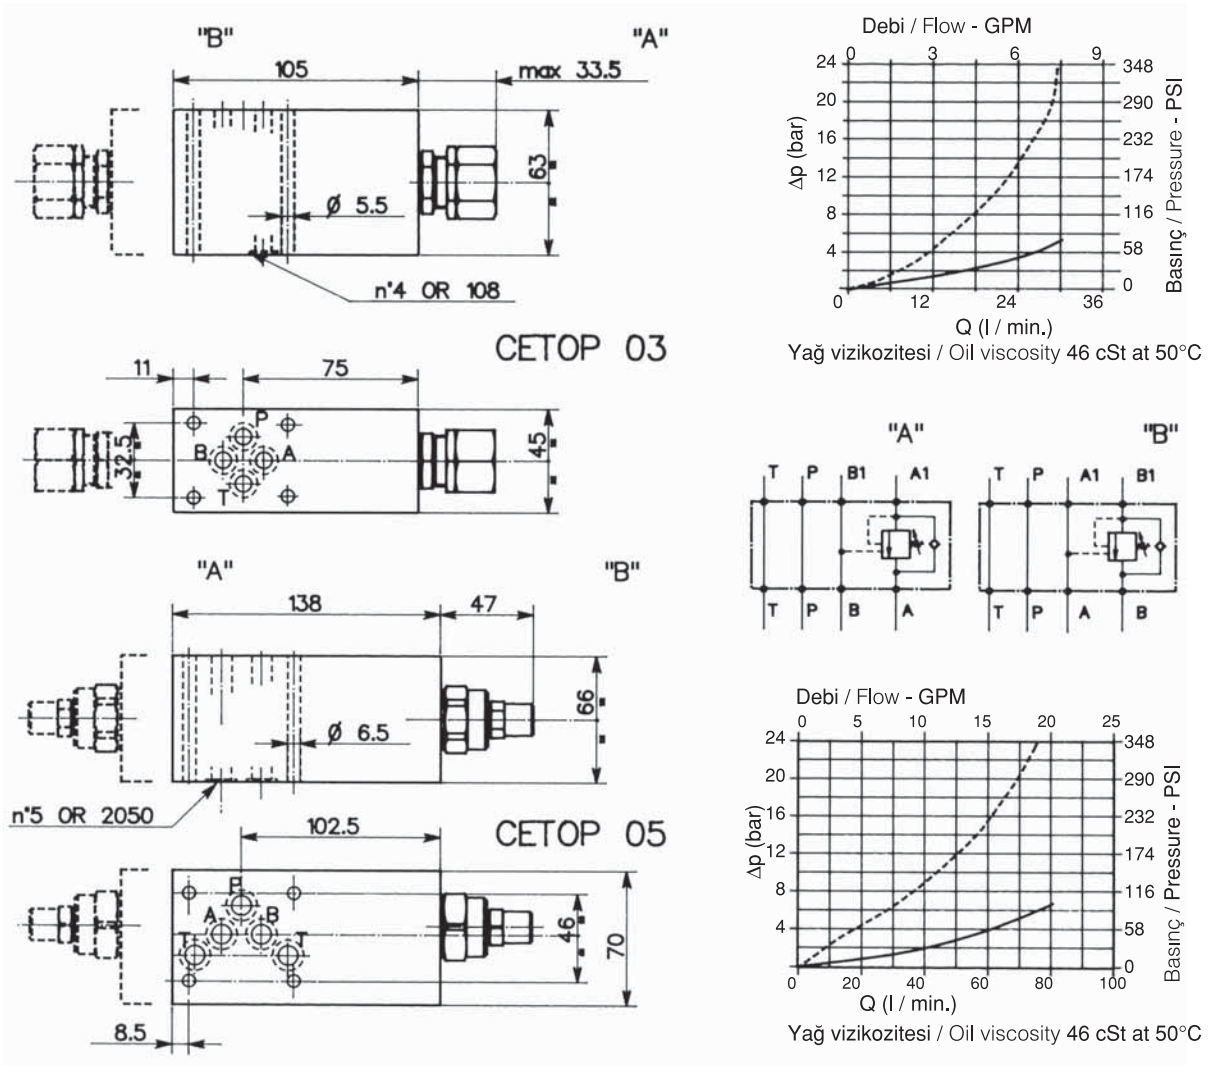 "B"
"A"
105
max 33.5
63
Ø 5.5
n°4 OR 108
CETOP 03
11
75
P
B
A
T
32.5
45
"A"
"B"
138
47
66
Ø 6.5
n°5 OR 2050
CETOP 05
102.5
P
A
B
T
T
46
70
8.5
Debi / Flow - GPM
0 3 6 9
24
20
16
12
8
4
Δp (bar)
348
290
232
174
116
58
0
Basınç / Pressure - PSI
0 12 24 36
Q (l / min.)
Yağ vizikozitesi / Oil viscosity 46 cSt at 50°C
"A"
"B"
T P B1 A1
T P A1 B1
T P B A
T P A B
Debi / Flow - GPM
0 5 10 15 20 25
24
20
16
12
8
4
Δp (bar)
348
290
232
174
116
58
0
Basınç / Pressure - PSI
0 20 40 60 80 100
Q (l / min.)
Yağ vizikozitesi / Oil viscosity 46 cSt at 50°C